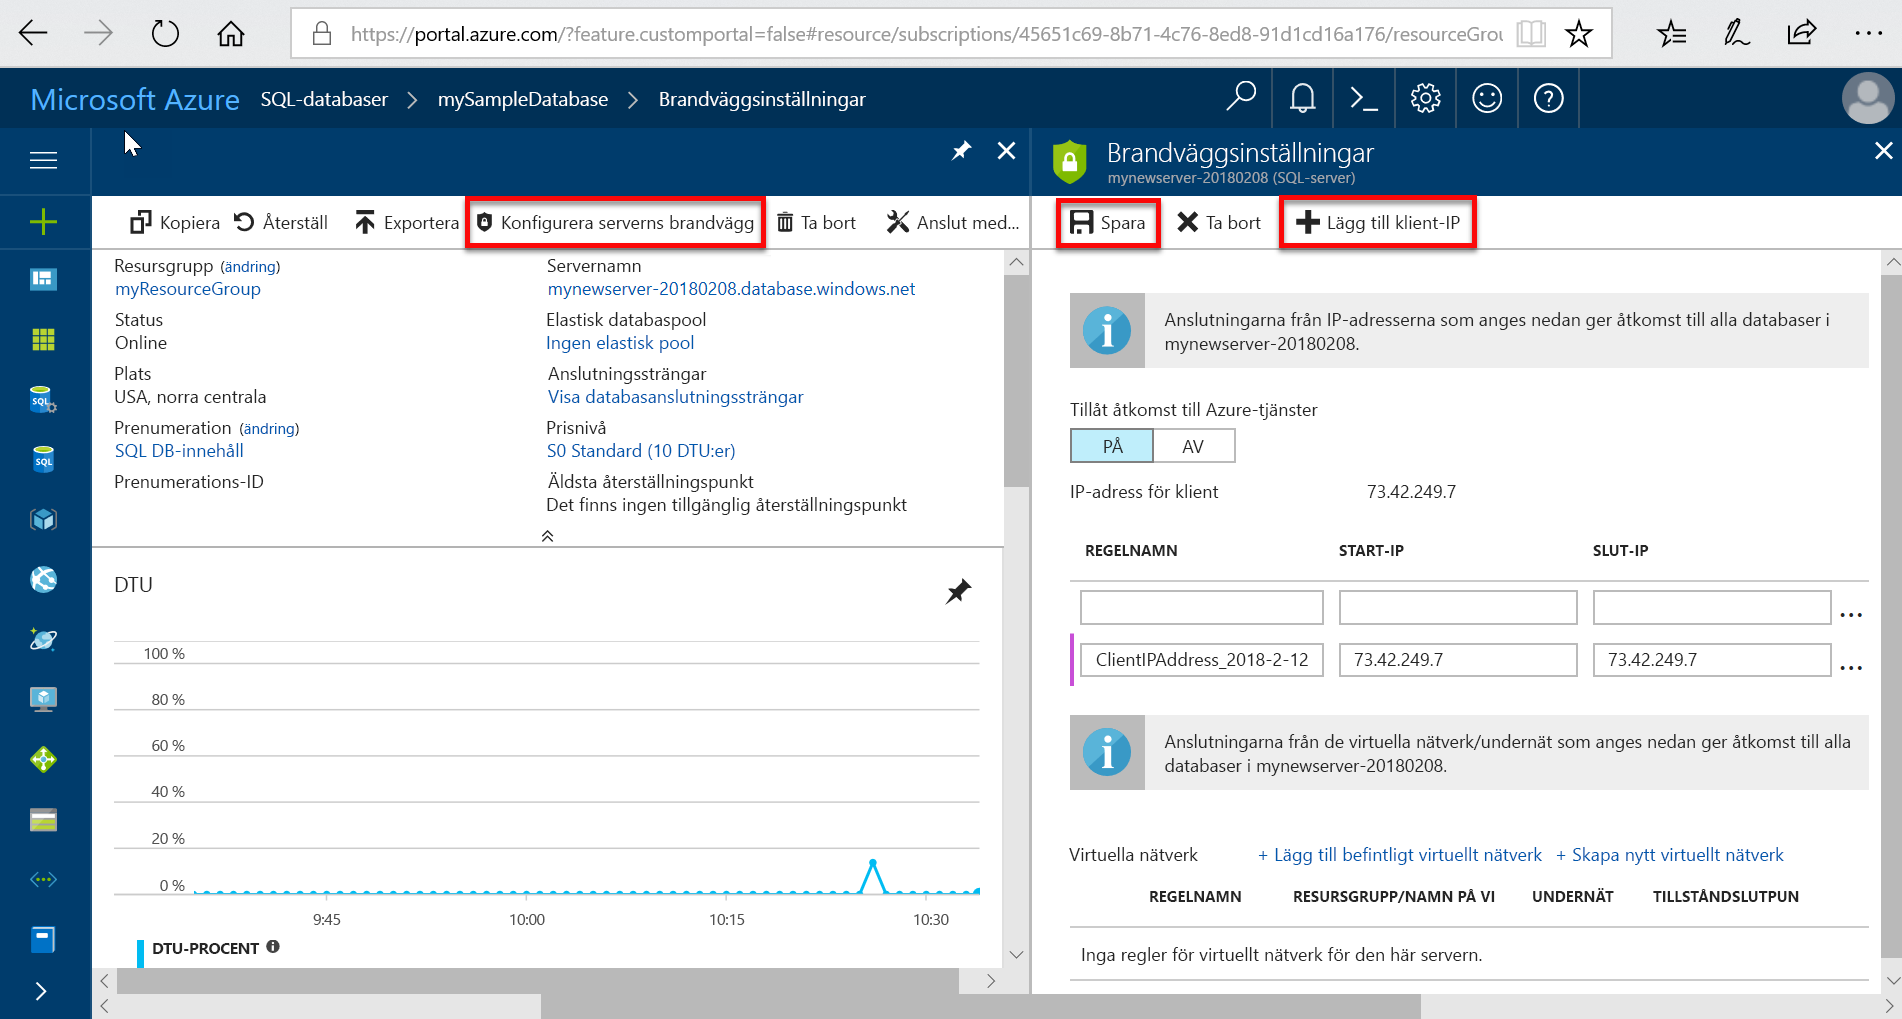 https://portal.azure.com/?feature.customportal=false#resource/subscriptions/45651c69-8b71-4c76-8ed8-91d1cd16a176/resourceGrou
Microsoft Azure SQL-databaser mySampleDatabase Brandväggsinställningar
Brandväggsinställningar
mynewserver-20180208 (SQL-server)
Kopiera Återställ Exportera Konfigurera serverns brandvägg Ta bort Anslut med...
Spara Ta bort Lägg till klient-IP
Resursgrupp (ändring)
myResourceGroup
Status
Online
Plats
USA, norra centrala
Prenumeration (ändring)
SQL DB-innehåll
Prenumerations-ID
Servernamn
mynewserver-20180208.database.windows.net
Elastisk databaspool
Ingen elastisk pool
Anslutningssträngar
Visa databasanslutningssträngar
Prisnivå
S0 Standard (10 DTU:er)
Äldsta återställningspunkt
Det finns ingen tillgänglig återställningspunkt
DTU
100 %
80 %
60 %
40 %
20 %
0 %
9:45 10:00 10:15 10:30
DTU-PROCENT
Anslutningarna från IP-adresserna som anges nedan ger åtkomst till alla databaser i
mynewserver-20180208.
Tillåt åtkomst till Azure-tjänster
PÅ AV
IP-adress för klient 73.42.249.7
REGELNAMN START-IP SLUT-IP
ClientIPAddress_2018-2-12 73.42.249.7 73.42.249.7
Anslutningarna från de virtuella nätverk/undernät som anges nedan ger åtkomst till alla
databaser i mynewserver-20180208.
Virtuella nätverk + Lägg till befintligt virtuellt nätverk + Skapa nytt virtuellt nätverk
REGELNAMN RESURSGRUPP/NAMN PÅ VI UNDERNÄT TILLSTÅNDSLUTPUN
Inga regler för virtuellt nätverk för den här servern.